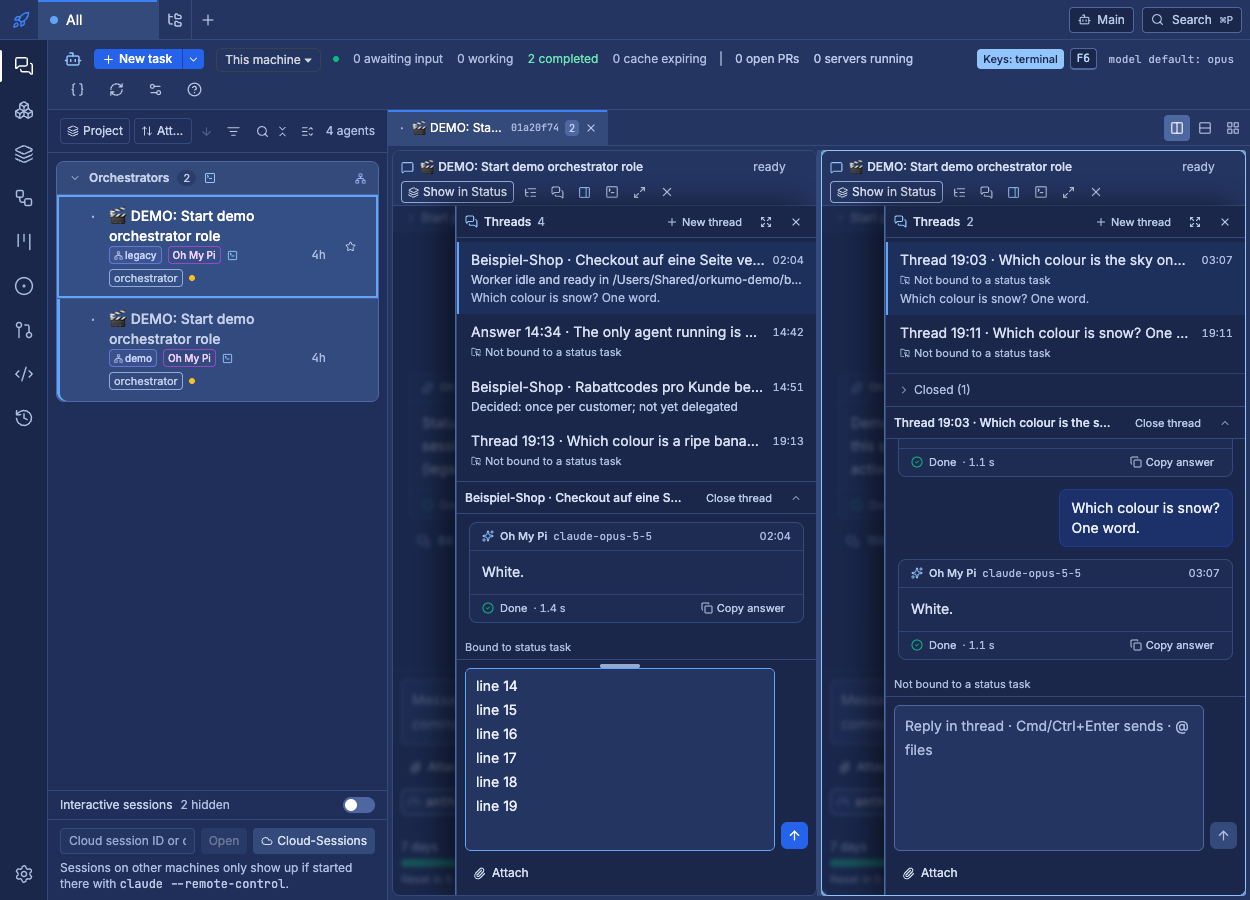 All
Main
Search ⌘P
New task
This machine
0 awaiting input
0 working
2 completed
0 cache expiring
0 open PRs
0 servers running
Keys: terminal
F6
model default: opus
Project
Att...
4 agents
Orchestrators 2
🎬 DEMO: Start demo
orchestrator role
legacy
Oh My Pi
4h
orchestrator
🎬 DEMO: Start demo
orchestrator role
demo
Oh My Pi
4h
orchestrator
Interactive sessions 2 hidden
Cloud session ID or c
Open
Cloud-Sessions
Sessions on other machines only show up if started
there with claude --remote-control.
🎬 DEMO: Sta... 01a20f74 2
🎬 DEMO: Start demo orchestrator role
ready
Show in Status
Threads 4
+ New thread
Beispiel-Shop · Checkout auf eine Seite ve... 02:04
Worker idle and ready in /Users/Shared/orkumo-demo/b...
Which colour is snow? One word.
Answer 14:34 · The only agent running is ... 14:42
Not bound to a status task
Beispiel-Shop · Rabattcodes pro Kunde be... 14:51
Decided: once per customer; not yet delegated
Thread 19:13 · Which colour is a ripe bana... 19:13
Not bound to a status task
Beispiel-Shop · Checkout auf eine S...
Close thread
Oh My Pi claude-opus-5-5 02:04
White.
Done · 1.4 s
Copy answer
Bound to status task
line 14
line 15
line 16
line 17
line 18
line 19
Attach
🎬 DEMO: Start demo orchestrator role
ready
Show in Status
Threads 2
+ New thread
Thread 19:03 · Which colour is the sky on... 03:07
Not bound to a status task
Which colour is snow? One word.
Thread 19:11 · Which colour is snow? One ... 19:11
Not bound to a status task
Closed (1)
Thread 19:03 · Which colour is the s...
Close thread
Done · 1.1 s
Copy answer
Which colour is snow?
One word.
Oh My Pi claude-opus-5-5 03:07
White.
Done · 1.1 s
Copy answer
Not bound to a status task
Reply in thread · Cmd/Ctrl+Enter sends · @
files
Attach